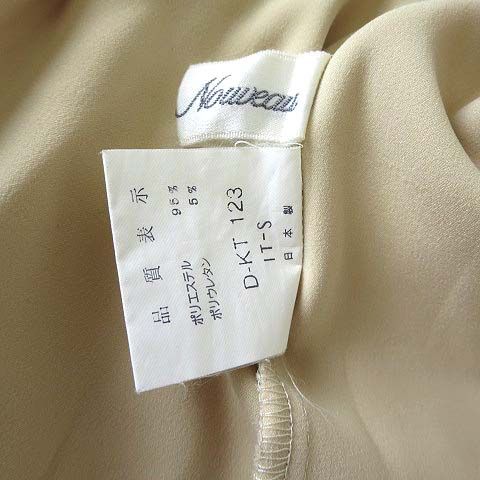 Nouveau
品質表示
ポリエステル 95%
ポリウレタン 5%
D-KT 123
IT-S
日本製